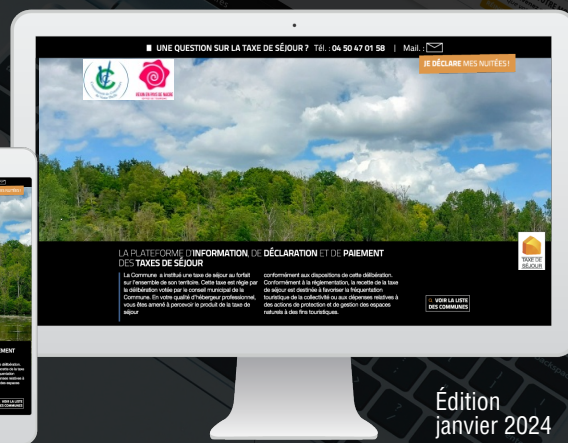 UNE QUESTION SUR LA TAXE DE SÉJOUR ? Tél. : 04 50 47 01 58 | Mail. :
JE DÉCLARE MES NUITÉES !
LA PLATEFORME D'INFORMATION, DE DÉCLARATION ET DE PAIEMENT
DES TAXES DE SÉJOUR
La Commune a institué une taxe de séjour au forfait
sur l'ensemble de son territoire. Cette taxe est régie par
la délibération votée par le conseil municipal de la
Commune. En votre qualité d'hébergeur professionnel,
vous êtes amené à percevoir le produit de la taxe de
séjour
conformément aux dispositions de cette délibération.
Conformément à la réglementation, la recette de la taxe
de séjour est destinée à favoriser la fréquentation
touristique de la collectivité ou aux dépenses relatives à
des actions de protection et de gestion des espaces
naturels à des fins touristiques.
TAXE DE
SÉJOUR
VOIR LA LISTE
DES COMMUNES
PAIEMENT
VOIR LA LISTE
DES COMMUNES
Édition
janvier 2024